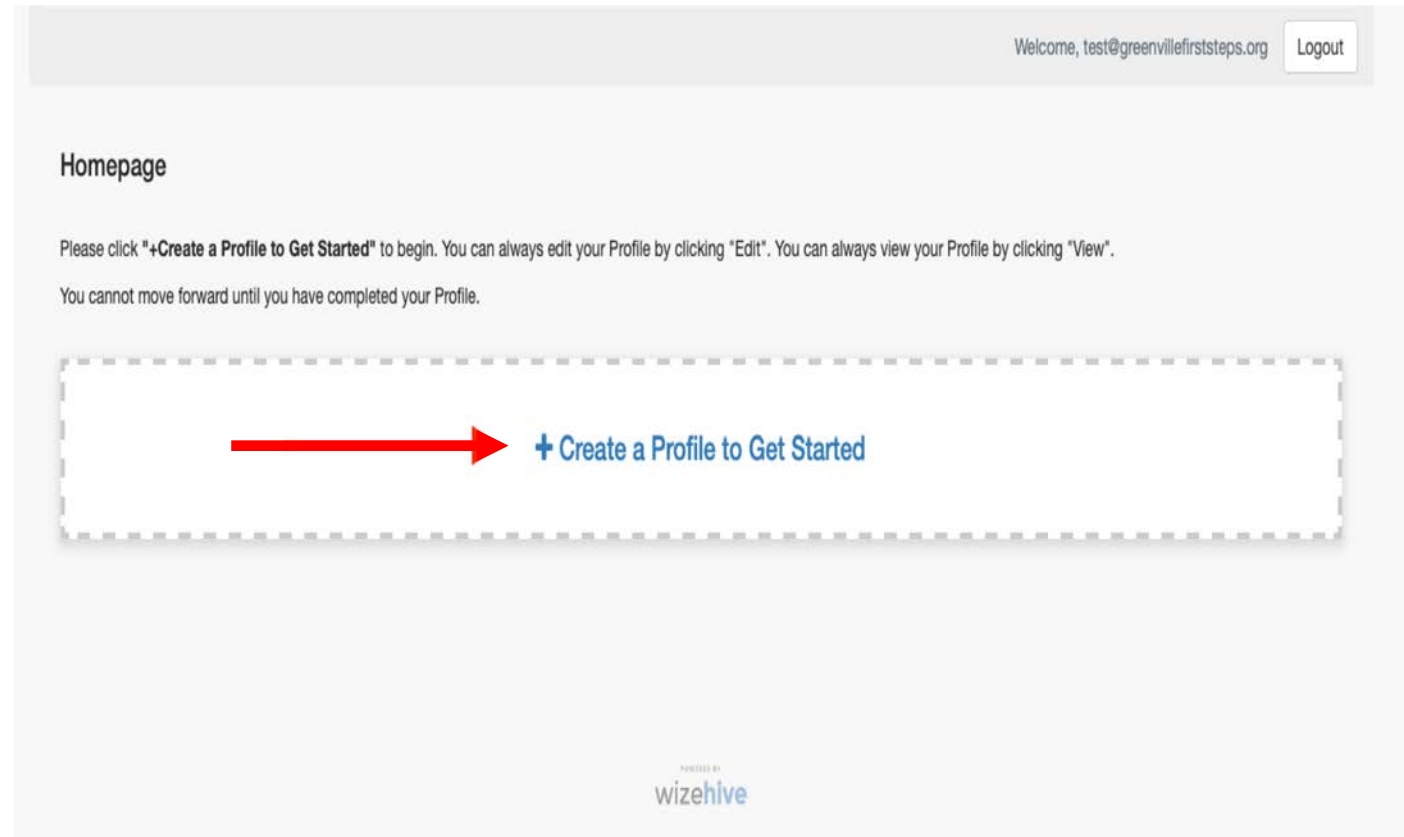 Welcome, test@greenvillefirststeps.org Logout
Homepage
Please click "+Create a Profile to Get Started" to begin. You can always edit your Profile by clicking "Edit". You can always view your Profile by clicking "View".
You cannot move forward until you have completed your Profile.
+ Create a Profile to Get Started
POWERED BY
wizehive